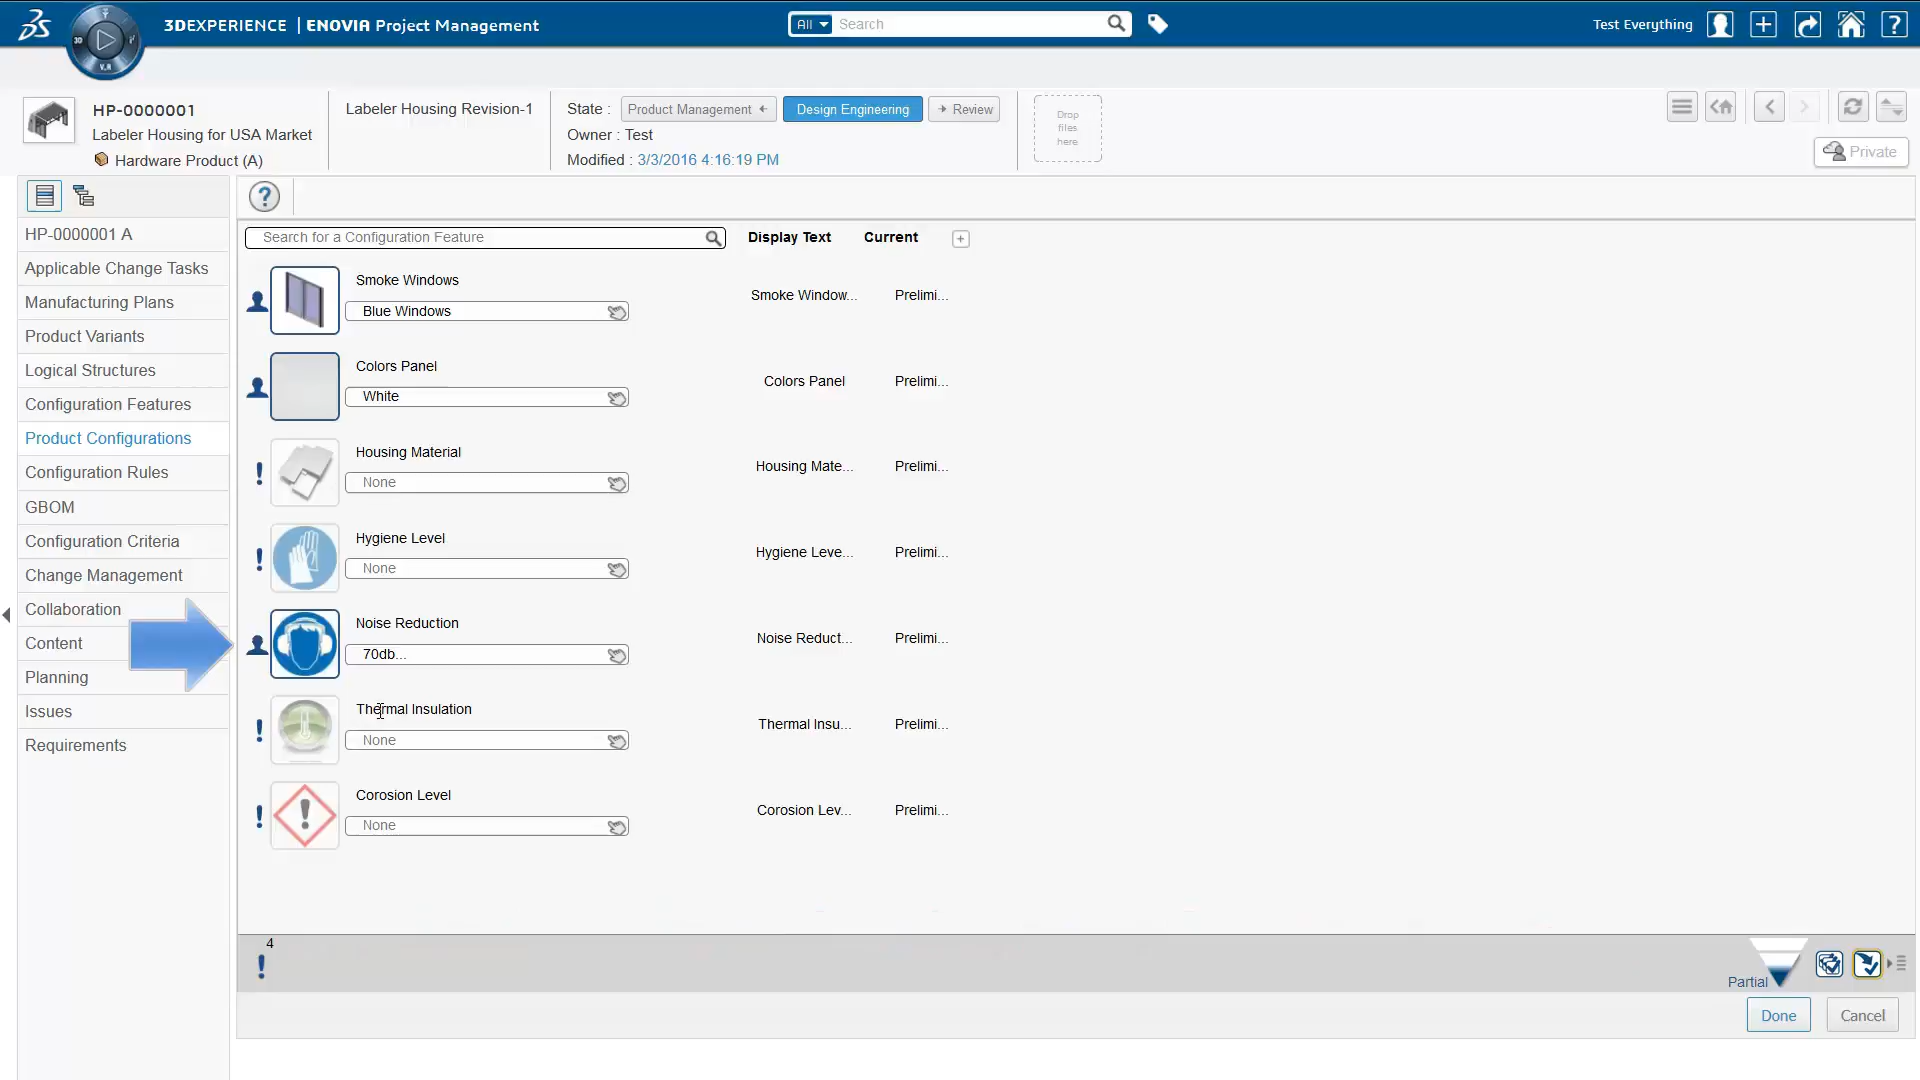 3DEXPERIENCE | ENOVIA Project Management
All
Search
Test Everything
3D
V,R
HP-0000001
Labeler Housing for USA Market
Hardware Product (A)
Labeler Housing Revision-1
State : Product Management Design Engineering Review
Owner : Test
Modified : 3/3/2016 4:16:19 PM
Drop
files
here
Private
HP-0000001 A
Applicable Change Tasks
Manufacturing Plans
Product Variants
Logical Structures
Configuration Features
Product Configurations
Configuration Rules
GBOM
Configuration Criteria
Change Management
Collaboration
Content
Planning
Issues
Requirements
Search for a Configuration Feature
Display Text Current
Smoke Windows
Blue Windows
Smoke Window... Prelimi...
Colors Panel
White
Colors Panel Prelimi...
Housing Material
None
Housing Mate... Prelimi...
Hygiene Level
None
Hygiene Leve... Prelimi...
Noise Reduction
70db...
Noise Reduct... Prelimi...
Thermal Insulation
None
Thermal Insu... Prelimi...
Corosion Level
None
Corosion Lev... Prelimi...
4
Partial
Done Cancel